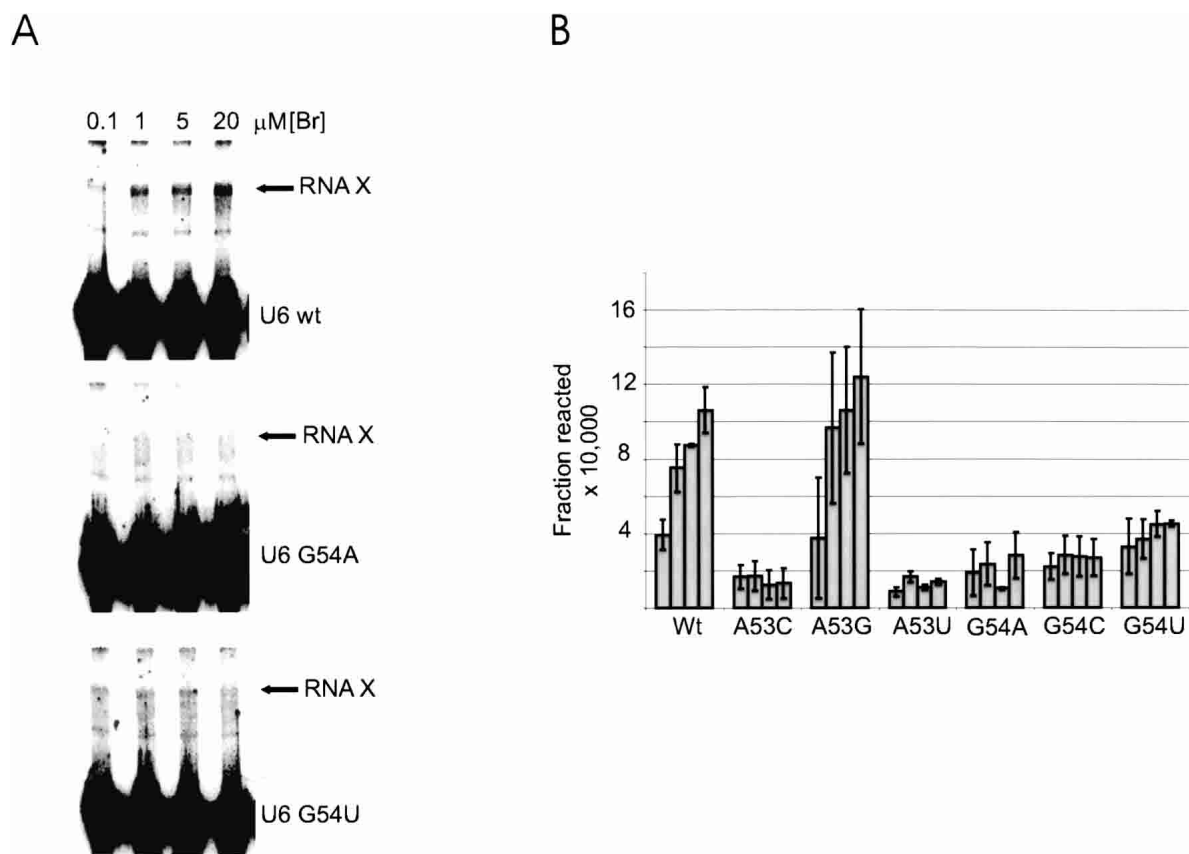 A
B
0.1 1 5 20 μM[Br]
RNA X
U6 wt
RNA X
U6 G54A
RNA X
U6 G54U
Fraction reacted
x 10,000
16
12
8
4
Wt A53C A53G A53U G54A G54C G54U